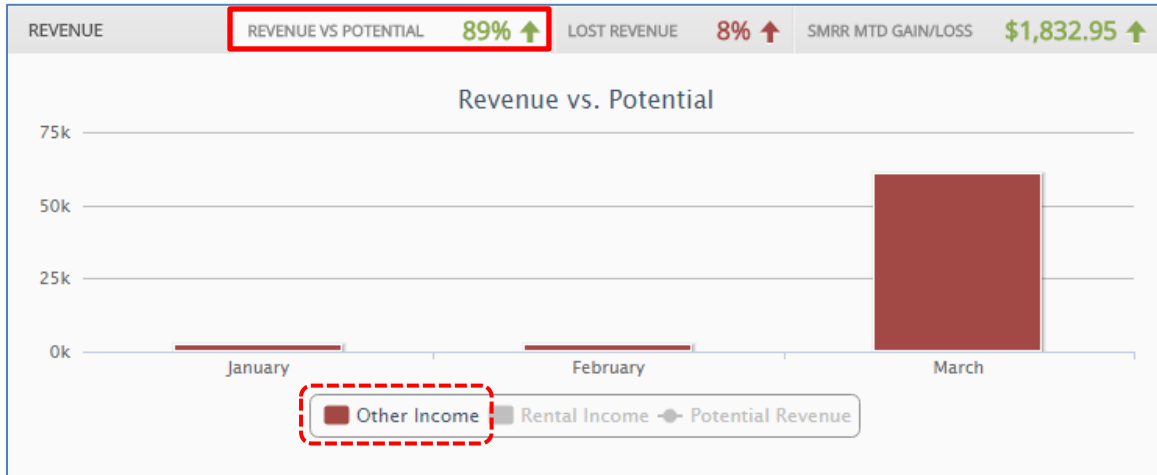 REVENUE REVENUE VS POTENTIAL 89% LOST REVENUE 8% SMRR MTD GAIN/LOSS $1,832.95
Revenue vs. Potential
75k
50k
25k
0k
January February March
Other Income Rental Income Potential Revenue